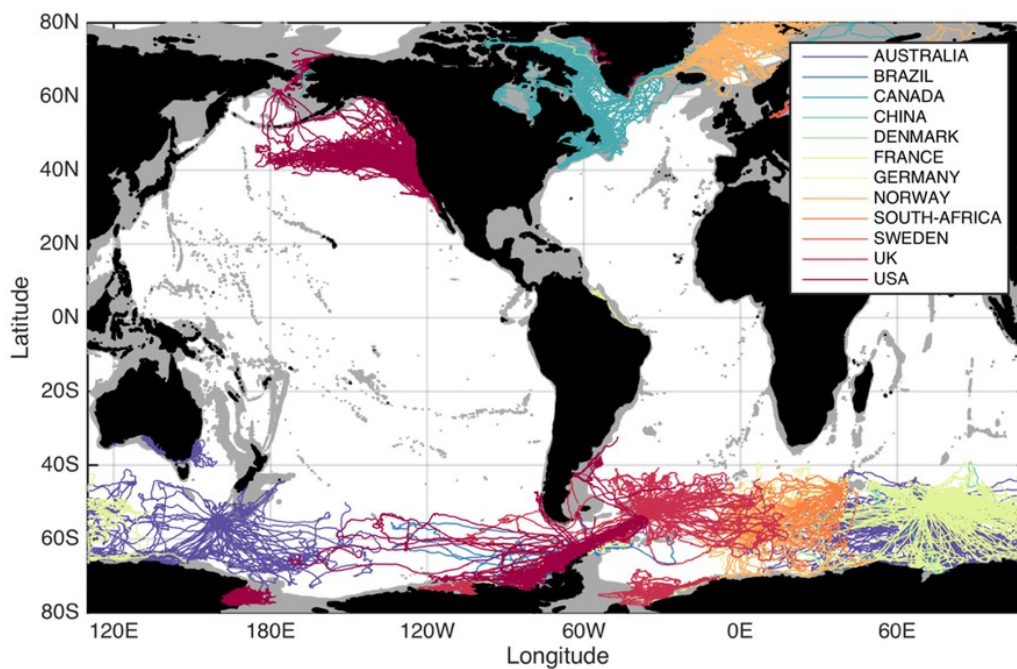 80N
60N
40N
20N
0N
20S
40S
60S
80S
Latitude
120E
180E
120W
60W
0E
60E
Longitude
AUSTRALIA
BRAZIL
CANADA
CHINA
DENMARK
FRANCE
GERMANY
NORWAY
SOUTH-AFRICA
SWEDEN
UK
USA